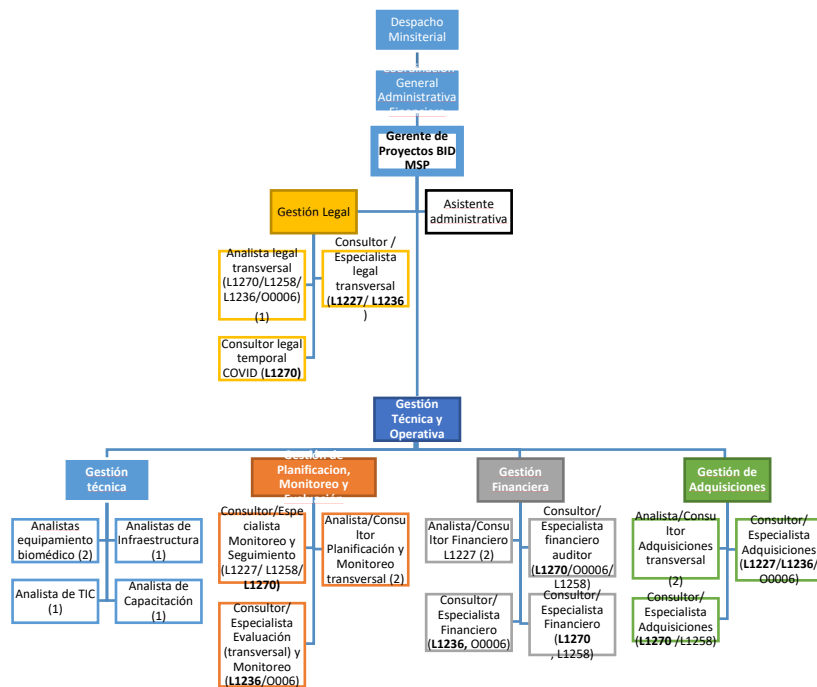 Despacho
Minsiterial
Coordinación
General
Administrativa
Financiera
Gerente de
Proyectos BID
MSP
Gestión Legal
Asistente
administrativa
Analista legal
transversal
(L1270/L1258/
L1236/O0006)
(1)
Consultor /
Especialista
legal
transversal
(L1227/ L1236
)
Consultor legal
temporal
COVID (L1270)
Gestión
Técnica y
Operativa
Gestión
técnica
Gestión de
Planificacion,
Monitoreo y
Evaluación
Gestión
Financiera
Gestión de
Adquisiciones
Analistas
equipamiento
biomédico (2)
Analistas de
Infraestructura
(1)
Analista de TIC
(1)
Analista de
Capacitación
(1)
Consultor/Espe
cialista
Monitoreo y
Seguimiento
(L1227/ L1258/
L1270)
Analista/Consu
ltor
Planificación y
Monitoreo
transversal (2)
Consultor/
Especialista
Evaluación
(transversal) y
Monitoreo
(L1236/O006)
Analista/Consu
ltor Financiero
L1227 (2)
Consultor/
Especialista
financiero
auditor
(L1270/O0006/
L1258)
Consultor/
Especialista
Financiero
(L1236, O0006)
Consultor/
Especialista
Financiero
(L1270
, L1258)
Analista/Consu
ltor
Adquisiciones
transversal
(2)
Consultor/
Especialista
Adquisiciones
(L1227/L1236/
O0006)
Consultor/
Especialista
Adquisiciones
(L1270 /L1258)